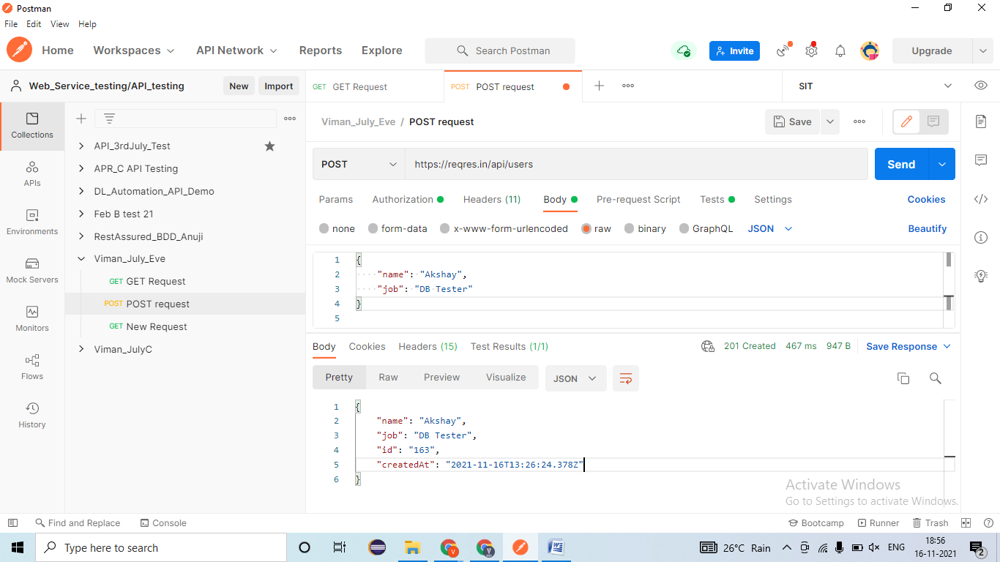 Postman
File Edit View Help
Home Workspaces API Network Reports Explore Search Postman Invite Upgrade
Web_Service_testing/API_testing New Import GET GET Request POST POST request SIT
Collections
APIs
Environments
Mock Servers
Monitors
Flows
History
API_3rdJuly_Test
APR_C API Testing
DL_Automation_API_Demo
Feb B test 21
RestAssured_BDD_Anuji
Viman_July_Eve
GET GET Request
POST POST request
GET New Request
Viman_JulyC
Viman_July_Eve / POST request Save
POST https://reqres.in/api/users Send
Params Authorization Headers (11) Body Pre-request Script Tests Settings Cookies
none form-data x-www-form-urlencoded raw binary GraphQL JSON Beautify
1 {
2 ····"name":·"Akshay",
3 ····"job":·"DB·Tester"
4 }
5
Body Cookies Headers (15) Test Results (1/1) 201 Created 467 ms 947 B Save Response
Pretty Raw Preview Visualize JSON
1 {
2 "name": "Akshay",
3 "job": "DB Tester",
4 "id": "163",
5 "createdAt": "2021-11-16T13:26:24.378Z"
6 }
Activate Windows
Go to Settings to activate Windows.
Find and Replace Console Bootcamp Runner Trash
Type here to search 26°C Rain ENG 18:56
16-11-2021 2